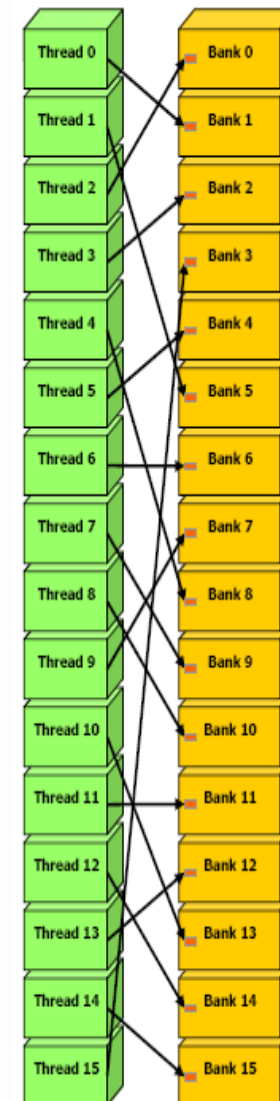 Thread 0 Bank 0
Thread 1 Bank 1
Thread 2 Bank 2
Thread 3 Bank 3
Thread 4 Bank 4
Thread 5 Bank 5
Thread 6 Bank 6
Thread 7 Bank 7
Thread 8 Bank 8
Thread 9 Bank 9
Thread 10 Bank 10
Thread 11 Bank 11
Thread 12 Bank 12
Thread 13 Bank 13
Thread 14 Bank 14
Thread 15 Bank 15